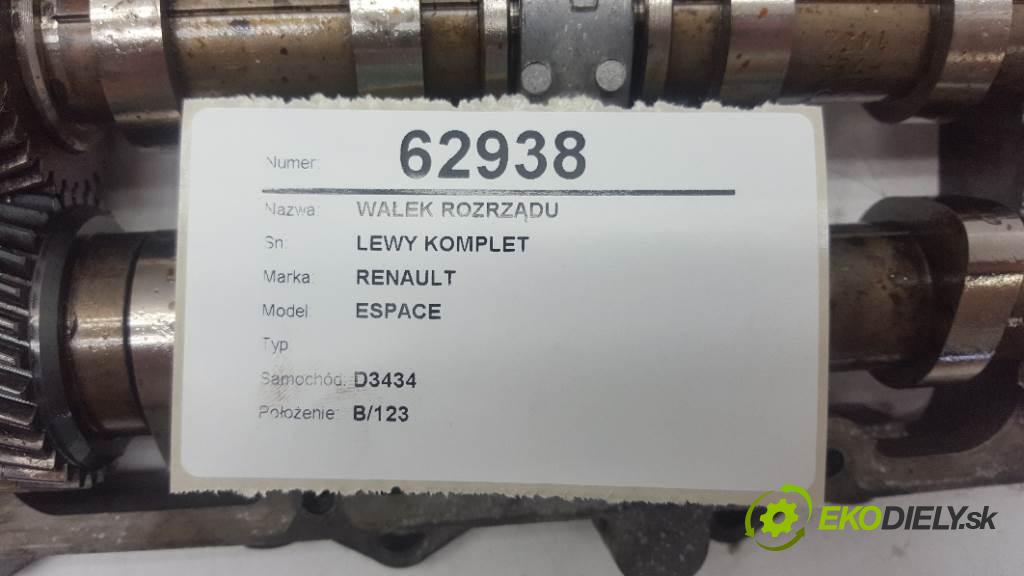 Numer: 62938
Nazwa: WAŁEK ROZRZĄDU
Sn: LEWY KOMPLET
Marka: RENAULT
Model: ESPACE
Typ
Samochód: D3434
Położenie: B/123
EKODIELY.sk